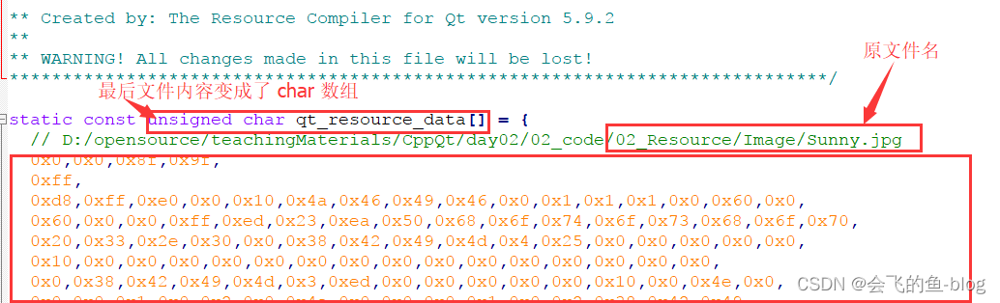 ** Created by: The Resource Compiler for Qt version 5.9.2
**
** WARNING! All changes made in this file will be lost!
******************************************************************************/
原文件名
最后文件内容变成了 char 数组
static const unsigned char qt_resource_data[] = {
// D:/opensource/teachingMaterials/CppQt/day02/02_code/02_Resource/Image/Sunny.jpg
0x0,0x0,0x8f,0x9f,
0xff,
0xd8,0xff,0xe0,0x0,0x10,0x4a,0x46,0x49,0x46,0x0,0x1,0x1,0x1,0x0,0x60,0x0,
0x60,0x0,0x0,0xff,0xed,0x23,0xea,0x50,0x68,0x6f,0x74,0x6f,0x73,0x68,0x6f,0x70,
0x20,0x33,0x2e,0x30,0x0,0x38,0x42,0x49,0x4d,0x4,0x25,0x0,0x0,0x0,0x0,0x0,
0x10,0x0,0x0,0x0,0x0,0x0,0x0,0x0,0x0,0x0,0x0,0x0,0x0,0x0,0x0,0x0,
0x0,0x38,0x42,0x49,0x4d,0x3,0xed,0x0,0x0,0x0,0x0,0x0,0x10,0x0,0x4e,0x0,
CSDN @会飞的鱼-blog